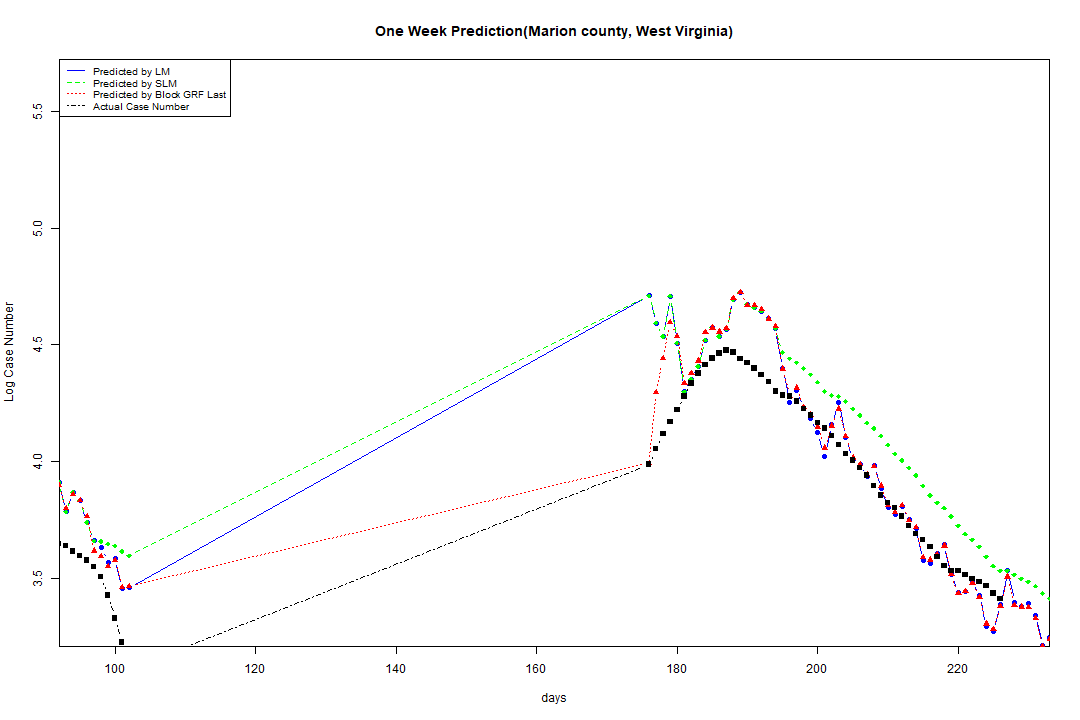 One Week Prediction(Marion county, West Virginia)
Predicted by LM
Predicted by SLM
Predicted by Block GRF Last
Actual Case Number
5.5
5.0
4.5
4.0
3.5
Log Case Number
100 120 140 160 180 200 220
days